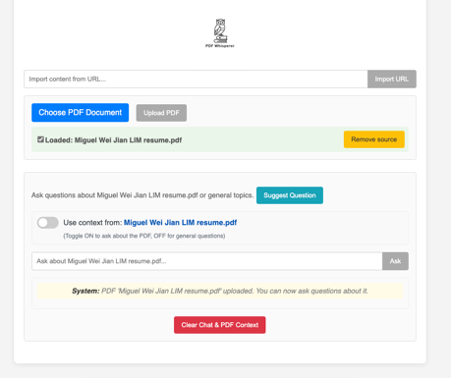 PDF Whisperer
Import content from URL... Import URL
Choose PDF Document Upload PDF
Loaded: Miguel Wei Jian LIM resume.pdf Remove source
Ask questions about Miguel Wei Jian LIM resume.pdf or general topics. Suggest Question
Use context from: Miguel Wei Jian LIM resume.pdf
(Toggle ON to ask about the PDF, OFF for general questions)
Ask about Miguel Wei Jian LIM resume.pdf... Ask
System: PDF 'Miguel Wei Jian LIM resume.pdf' uploaded. You can now ask questions about it.
Clear Chat & PDF Context